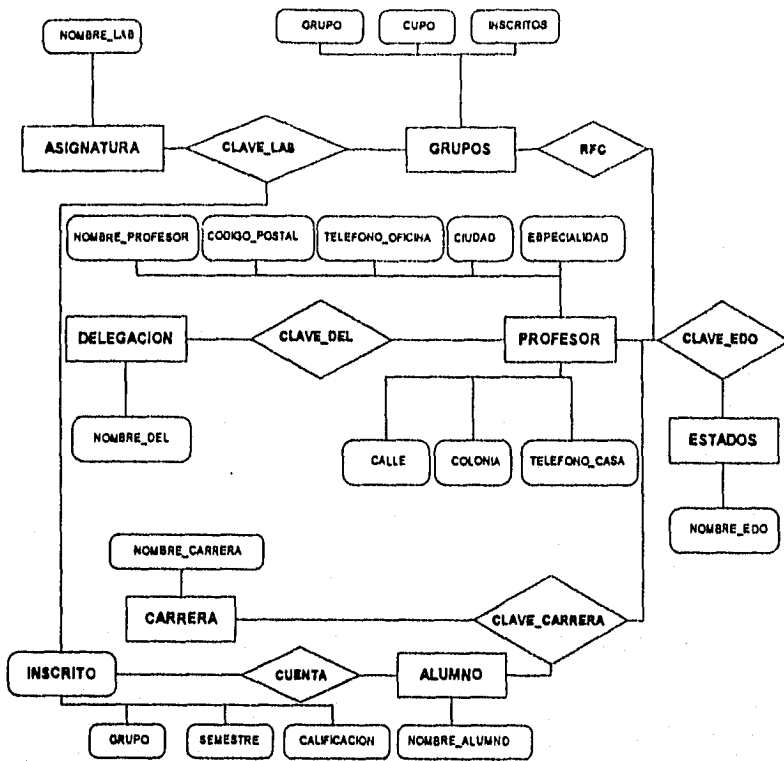 GRUPO
CUPO
INSCRITOS
NOMBRE_LAB
ASIGNATURA
CLAVE_LAB
GRUPOS
RFC
NOMBRE_PROFESOR
CODIGO_POSTAL
TELEFONO_OFICINA
CIUDAD
ESPECIALIDAD
DELEGACION
CLAVE_DEL
PROFESOR
CLAVE_EDO
NOMBRE_DEL
CALLE
COLONIA
TELEFONO_CASA
ESTADOS
NOMBRE_EDO
NOMBRE_CARRERA
CARRERA
CLAVE_CARRERA
INSCRITO
CUENTA
ALUMNO
GRUPO
SEMESTRE
CALIFICACION
NOMBRE_ALUMNO